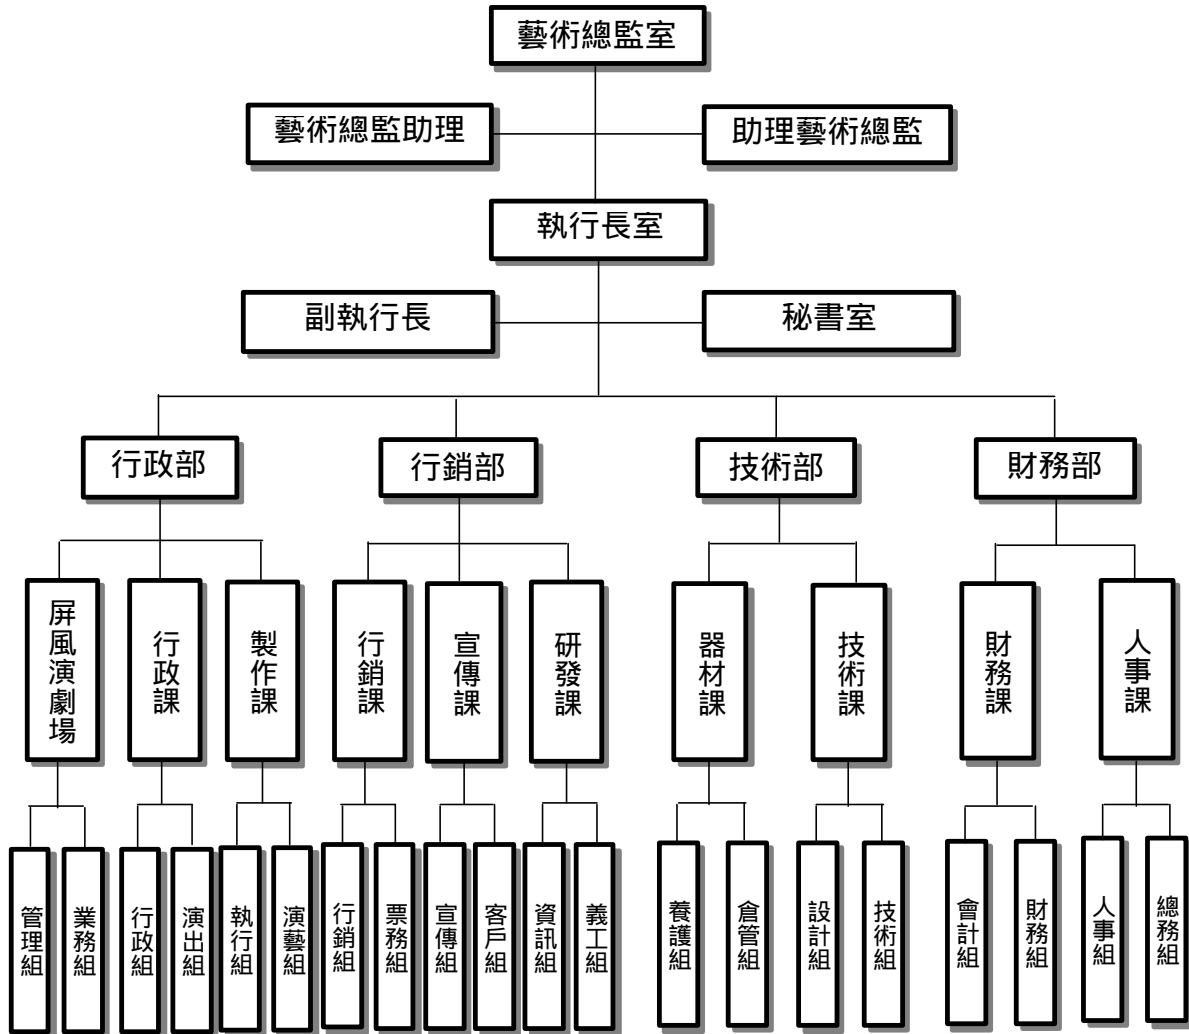 藝術總監室
藝術總監助理
助理藝術總監
執行長室
副執行長
秘書室
行政部
行銷部
技術部
財務部
屏風演劇場
行政課
製作課
行銷課
宣傳課
研發課
器材課
技術課
財務課
人事課
管理組
業務組
行政組
演出組
執行組
演藝組
行銷組
票務組
宣傳組
客戶組
資訊組
義工組
養護組
倉管組
設計組
技術組
會計組
財務組
人事組
總務組